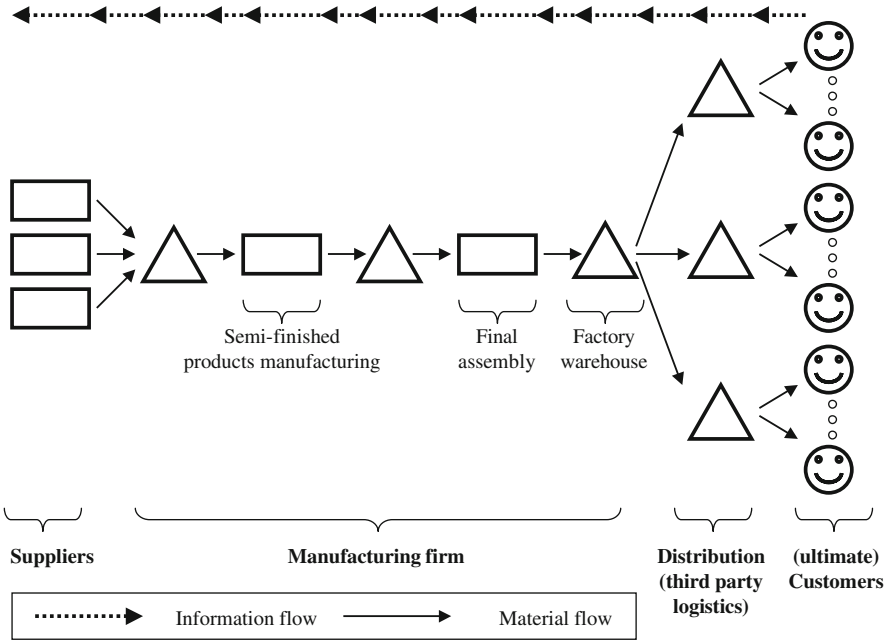 Semi-finished
products manufacturing
Final
assembly
Factory
warehouse
Suppliers
Manufacturing firm
Distribution
(third party
logistics)
(ultimate)
Customers
Information flow
Material flow